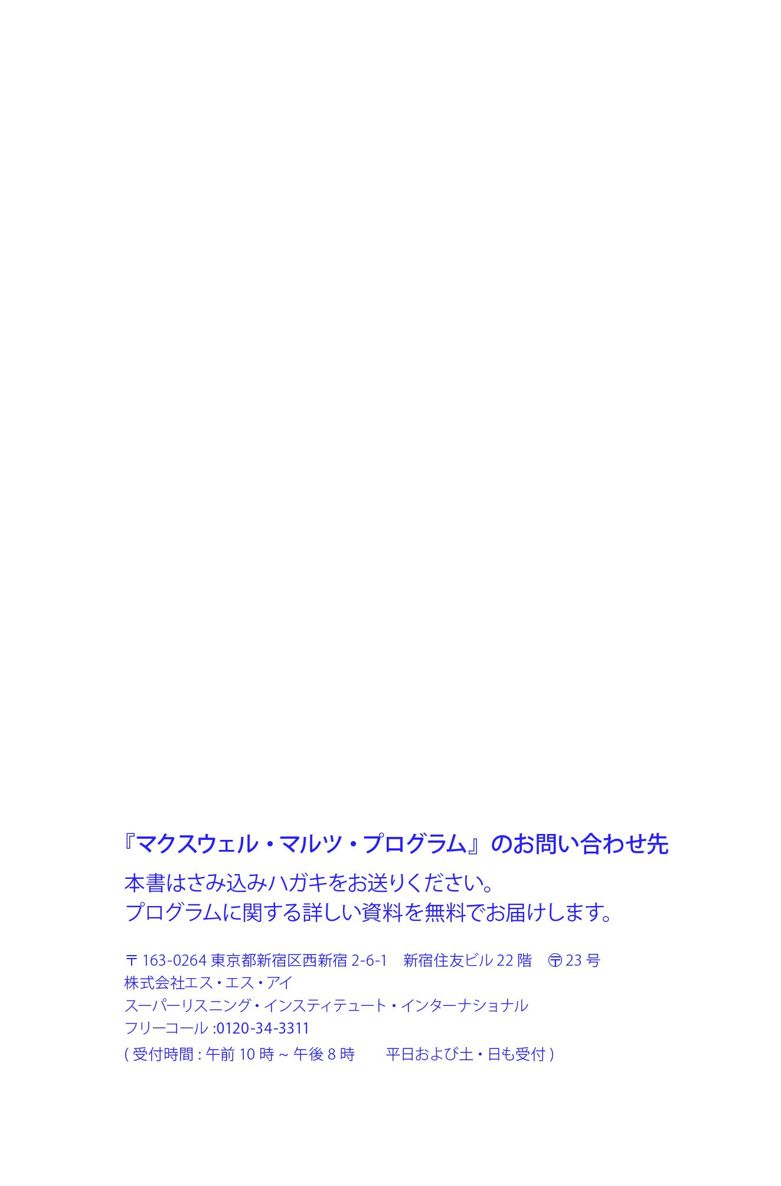 『マクスウェル・マルツ・プログラム』のお問い合わせ先
本書はさみ込みハガキをお送りください。
プログラムに関する詳しい資料を無料でお届けします。
〒163-0264 東京都新宿区西新宿 2-6-1　新宿住友ビル 22 階　〶 23 号
株式会社エス・エス・アイ
スーパーリスニング・インスティテュート・インターナショナル
フリーコール :0120-34-3311
( 受付時間 : 午前 10 時 ~ 午後 8 時　　平日および土・日も受付 )